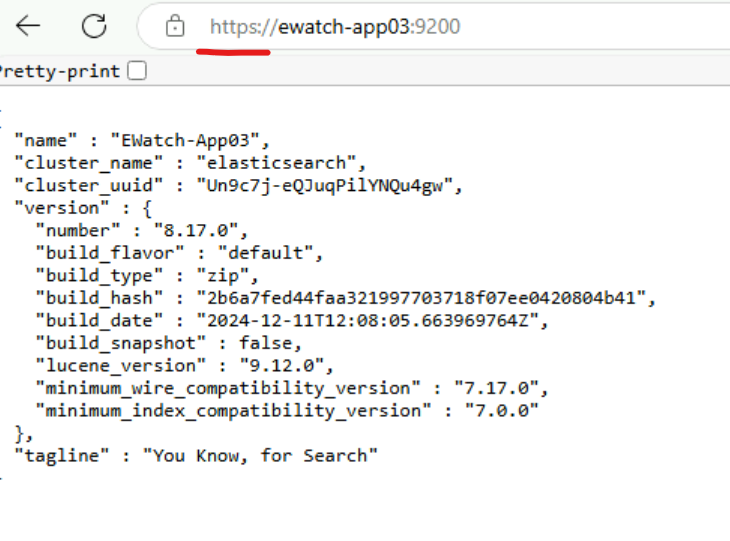 https://ewatch-app03:9200
Pretty-print
{
"name" : "EWatch-App03",
"cluster_name" : "elasticsearch",
"cluster_uuid" : "Un9c7j-eQJuqPilYNQu4gw",
"version" : {
"number" : "8.17.0",
"build_flavor" : "default",
"build_type" : "zip",
"build_hash" : "2b6a7fed44faa321997703718f07ee0420804b41",
"build_date" : "2024-12-11T12:08:05.663969764Z",
"build_snapshot" : false,
"lucene_version" : "9.12.0",
"minimum_wire_compatibility_version" : "7.17.0",
"minimum_index_compatibility_version" : "7.0.0"
},
"tagline" : "You Know, for Search"